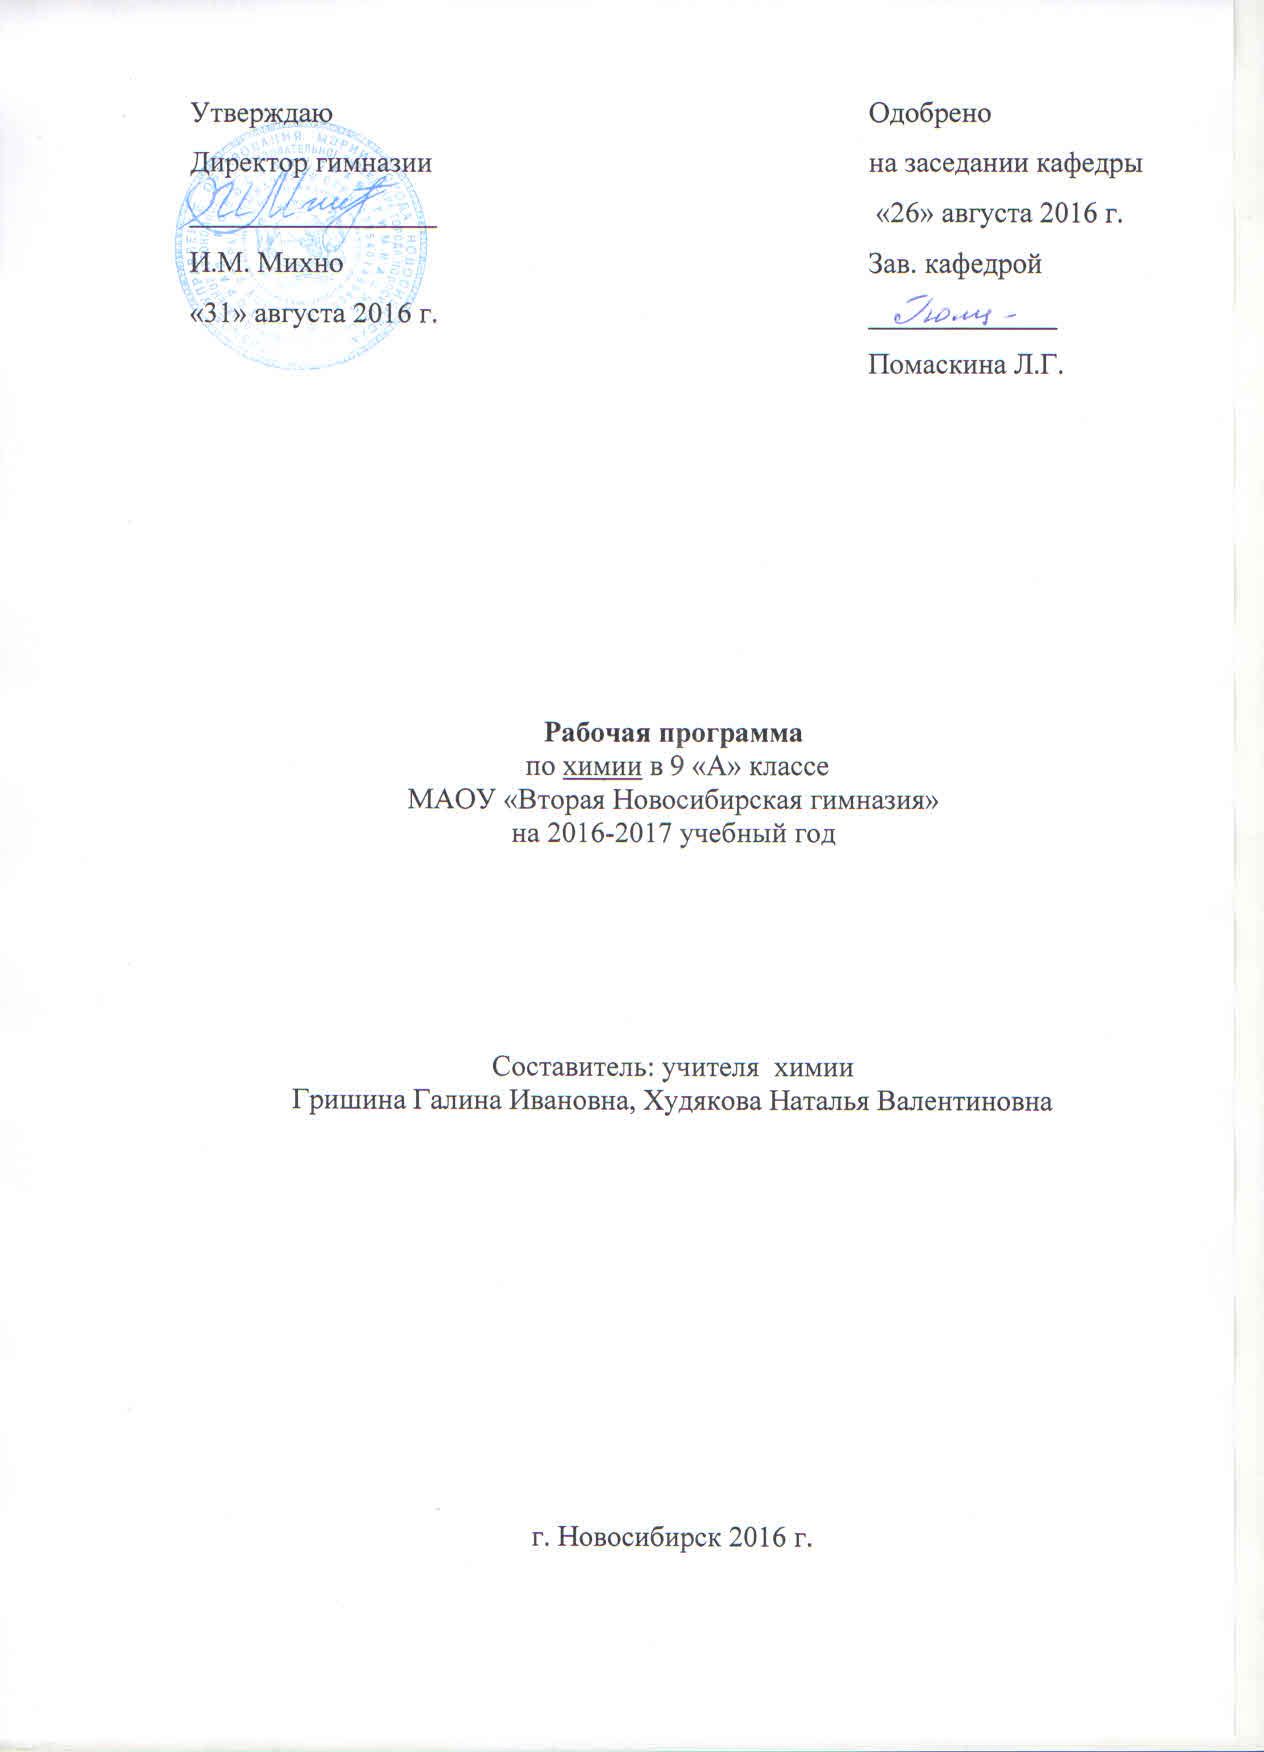 Утверждаю
Директор гимназии
И.М. Михно
«31» августа 2016 г.
Одобрено
на заседании кафедры
«26» августа 2016 г.
Зав. кафедрой
Помаскина Л.Г.
Рабочая программа
по химии в 9 «А» классе
МАОУ «Вторая Новосибирская гимназия»
на 2016-2017 учебный год
Составитель: учителя химии
Гришина Галина Ивановна, Худякова Наталья Валентиновна
г. Новосибирск 2016 г.